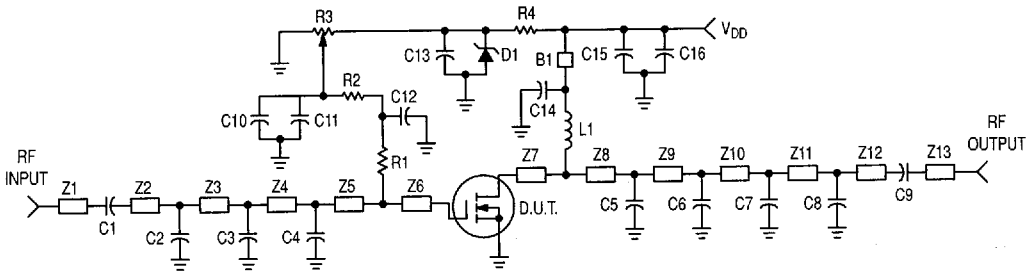 R3
R4
V_DD
C13
D1
B1
C15
C16
R2
C12
C14
C10
C11
L1
R1
RF INPUT
RF OUTPUT
Z1
Z2
Z3
Z4
Z5
Z6
Z7
Z8
Z9
Z10
Z11
Z12
Z13
D.U.T.
C1
C2
C3
C4
C5
C6
C7
C8
C9